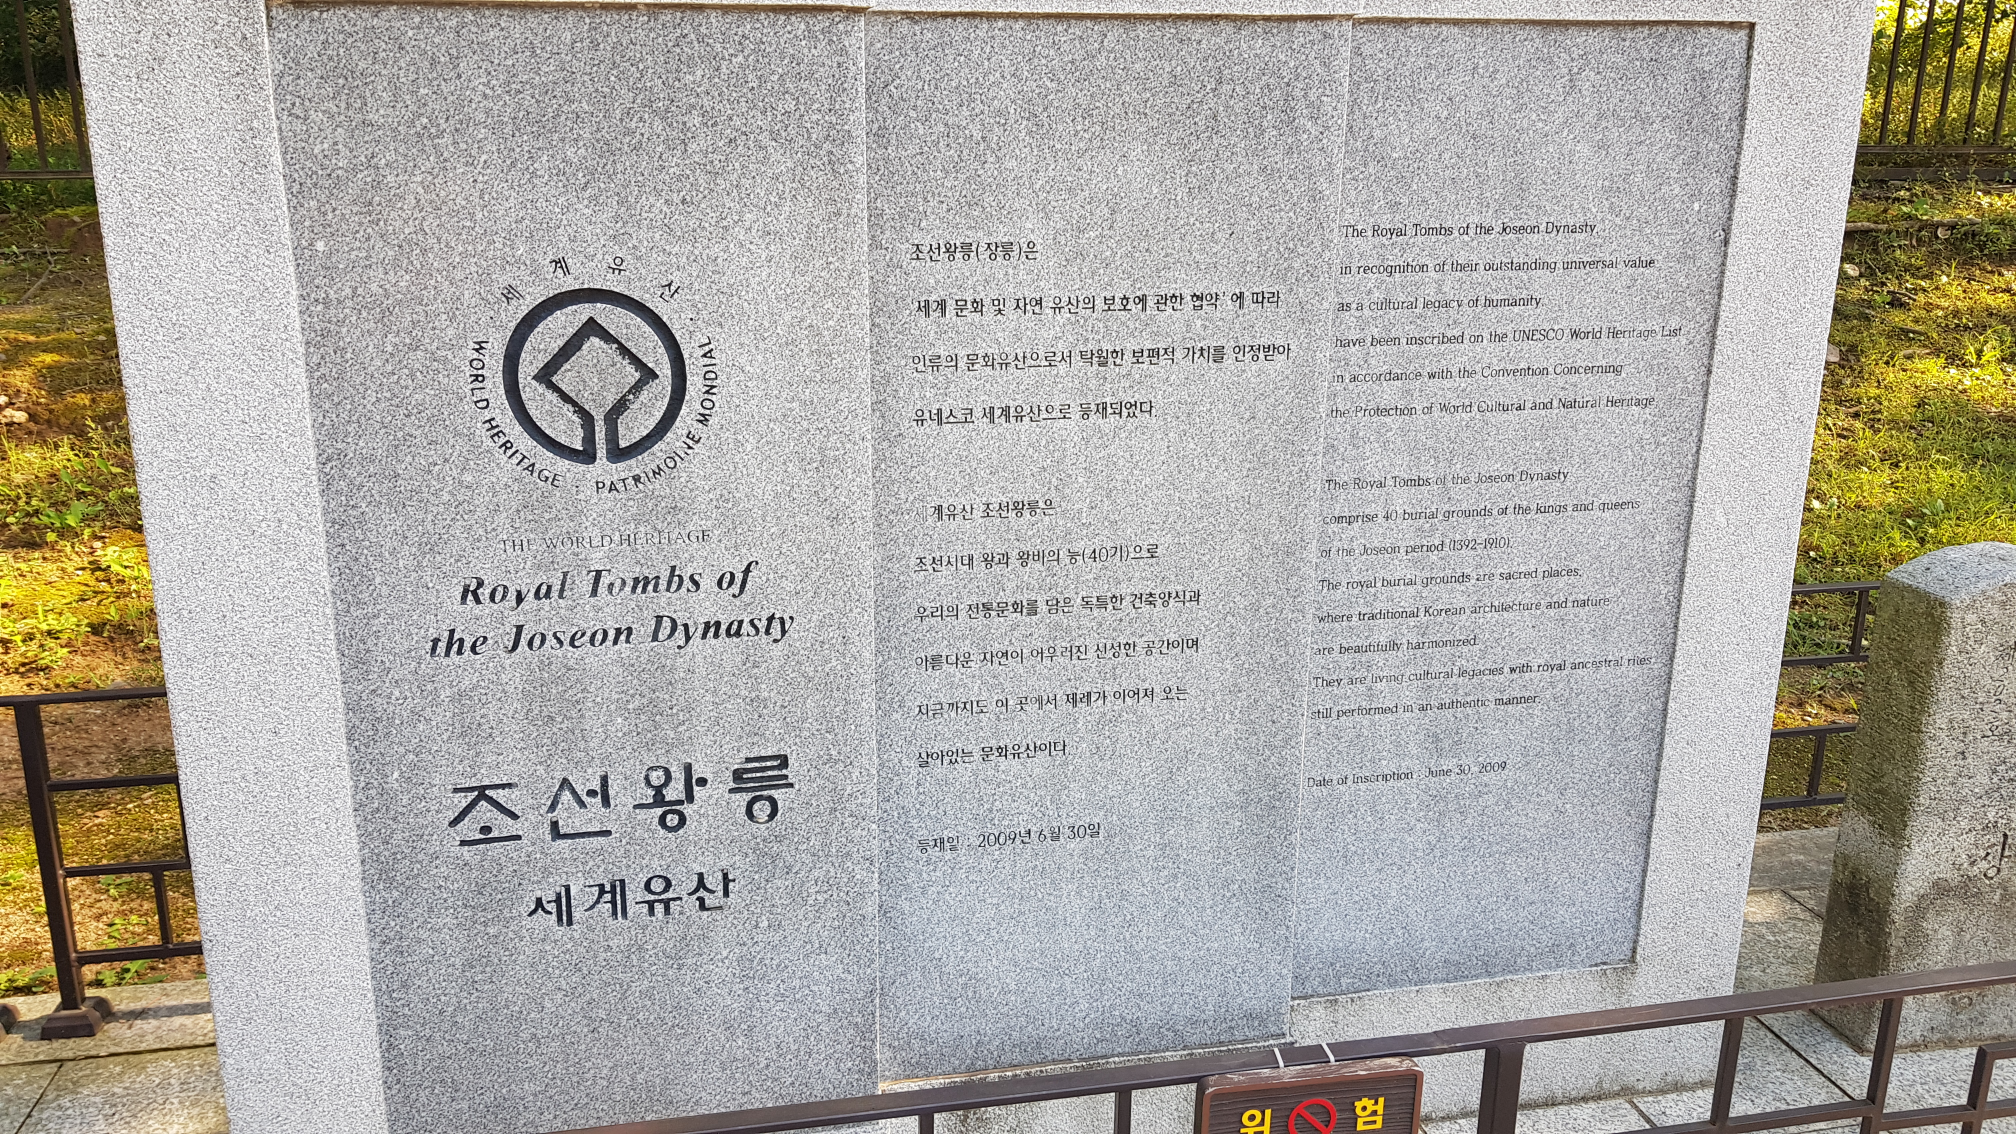 · 세 계 유 산 ·
WORLD HERITAGE · PATRIMOINE MONDIAL
THE WORLD HERITAGE
Royal Tombs of
the Joseon Dynasty
조선왕릉
세계유산
조선왕릉(장릉)은
'세계 문화 및 자연 유산의 보호에 관한 협약' 에 따라
인류의 문화유산으로서 탁월한 보편적 가치를 인정받아
유네스코 세계유산으로 등재되었다.
계유산 조선왕릉은
조선시대 왕과 왕비의 능(40기)으로
우리의 전통문화를 담은 독특한 건축양식과
아름다운 자연이 어우러진 신성한 공간이며
지금까지도 이 곳에서 제례가 이어져 오는
살아있는 문화유산이다.
등재일 : 2009년 6월 30일
The Royal Tombs of the Joseon Dynasty,
in recognition of their outstanding universal value
as a cultural legacy of humanity,
have been inscribed on the UNESCO World Heritage List
in accordance with the Convention Concerning
the Protection of World Cultural and Natural Heritage.
The Royal Tombs of the Joseon Dynasty
comprise 40 burial grounds of the kings and queens
of the Joseon period (1392-1910).
The royal burial grounds are sacred places,
where traditional Korean architecture and nature
are beautifully harmonized.
They are living cultural legacies with royal ancestral rites
still performed in an authentic manner.
Date of Inscription : June 30, 2009
위험